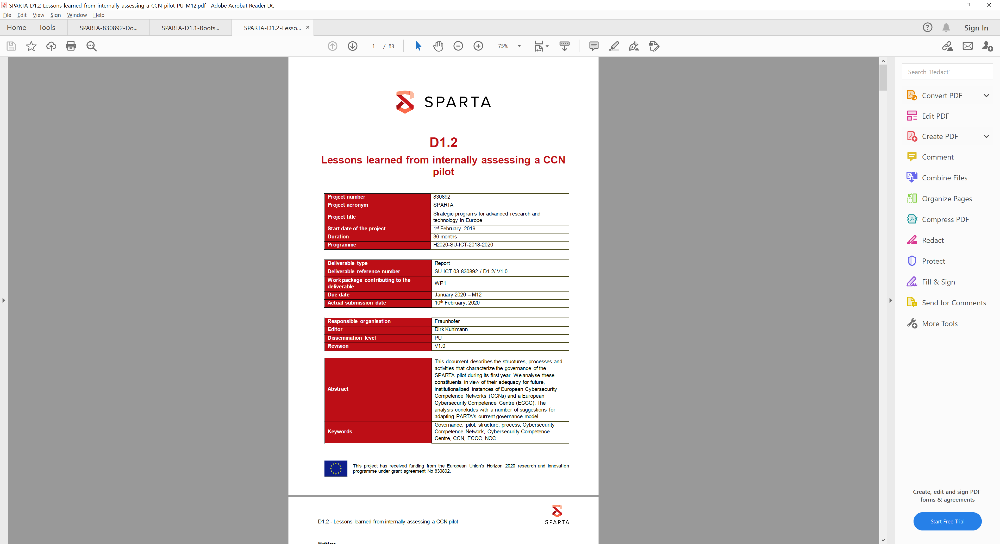 SPARTA-D1.2-Lessons-learned-from-internally-assessing-a-CCN-pilot-PU-M12.pdf - Adobe Acrobat Reader DC
File Edit View Sign Window Help
Home Tools SPARTA-830892-Do... SPARTA-D1.1-Boots... SPARTA-D1.2-Lesso... × Sign In
1 / 83 75%
SPARTA
D1.2
Lessons learned from internally assessing a CCN
pilot
Project number 830892
Project acronym SPARTA
Project title Strategic programs for advanced research and
technology in Europe
Start date of the project 1st February, 2019
Duration 36 months
Programme H2020-SU-ICT-2018-2020
Deliverable type Report
Deliverable reference number SU-ICT-03-830892 / D1.2/ V1.0
Work package contributing to the
deliverable WP1
Due date January 2020 – M12
Actual submission date 10th February, 2020
Responsible organisation Fraunhofer
Editor Dirk Kuhlmann
Dissemination level PU
Revision V1.0
Abstract
This document describes the structures, processes and
activities that characterize the governance of the
SPARTA pilot during its first year. We analyse these
constituents in view of their adequacy for future,
institutionalized instances of European Cybersecurity
Competence Networks (CCNs) and a European
Cybersecurity Competence Centre (ECCC). The
analysis concludes with a number of suggestions for
adapting PARTA's current governance model.
Keywords
Governance, pilot, structure, process, Cybersecurity
Competence Network, Cybersecurity Competence
Centre, CCN, ECCC, NCC
This project has received funding from the European Union's Horizon 2020 research and innovation
programme under grant agreement No 830892.
D1.2 - Lessons learned from internally assessing a CCN pilot
SPARTA
Editor
Search 'Redact'
Convert PDF
Edit PDF
Create PDF
Comment
Combine Files
Organize Pages
Compress PDF
Redact
Protect
Fill & Sign
Send for Comments
More Tools
Create, edit and sign PDF
forms & agreements
Start Free Trial